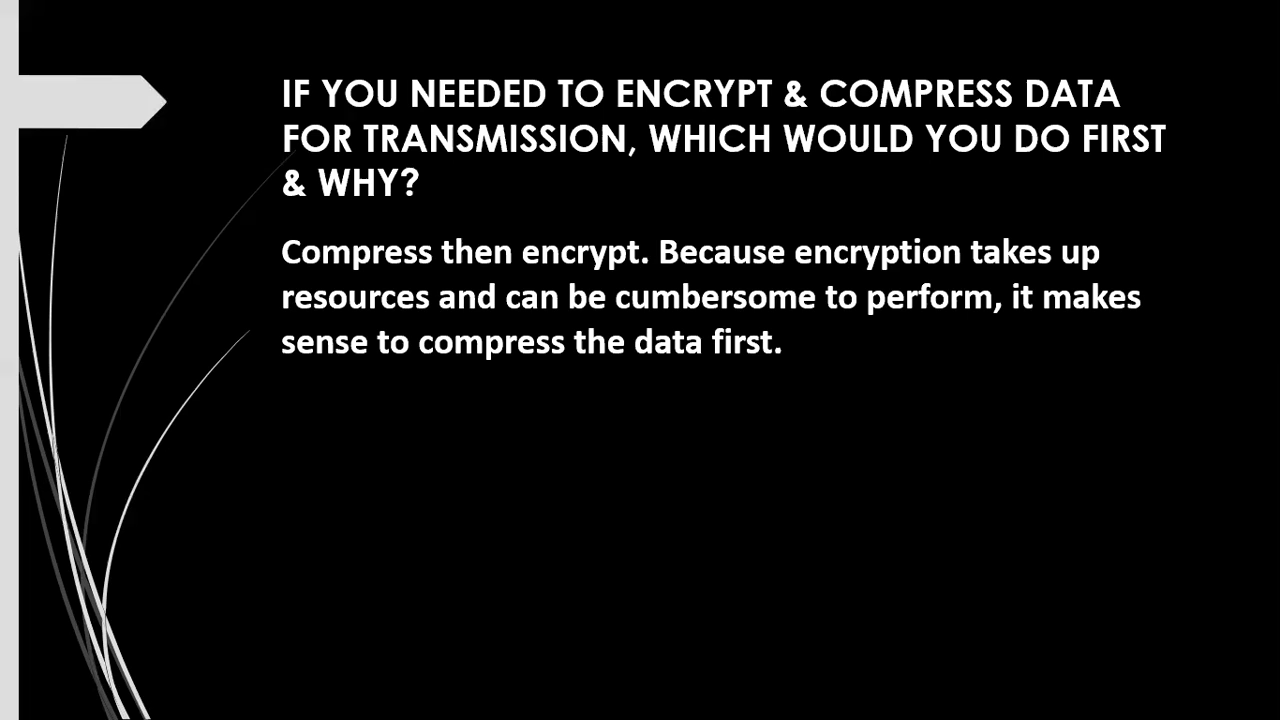 IF YOU NEEDED TO ENCRYPT & COMPRESS DATA
FOR TRANSMISSION, WHICH WOULD YOU DO FIRST
& WHY?
Compress then encrypt. Because encryption takes up
resources and can be cumbersome to perform, it makes
sense to compress the data first.